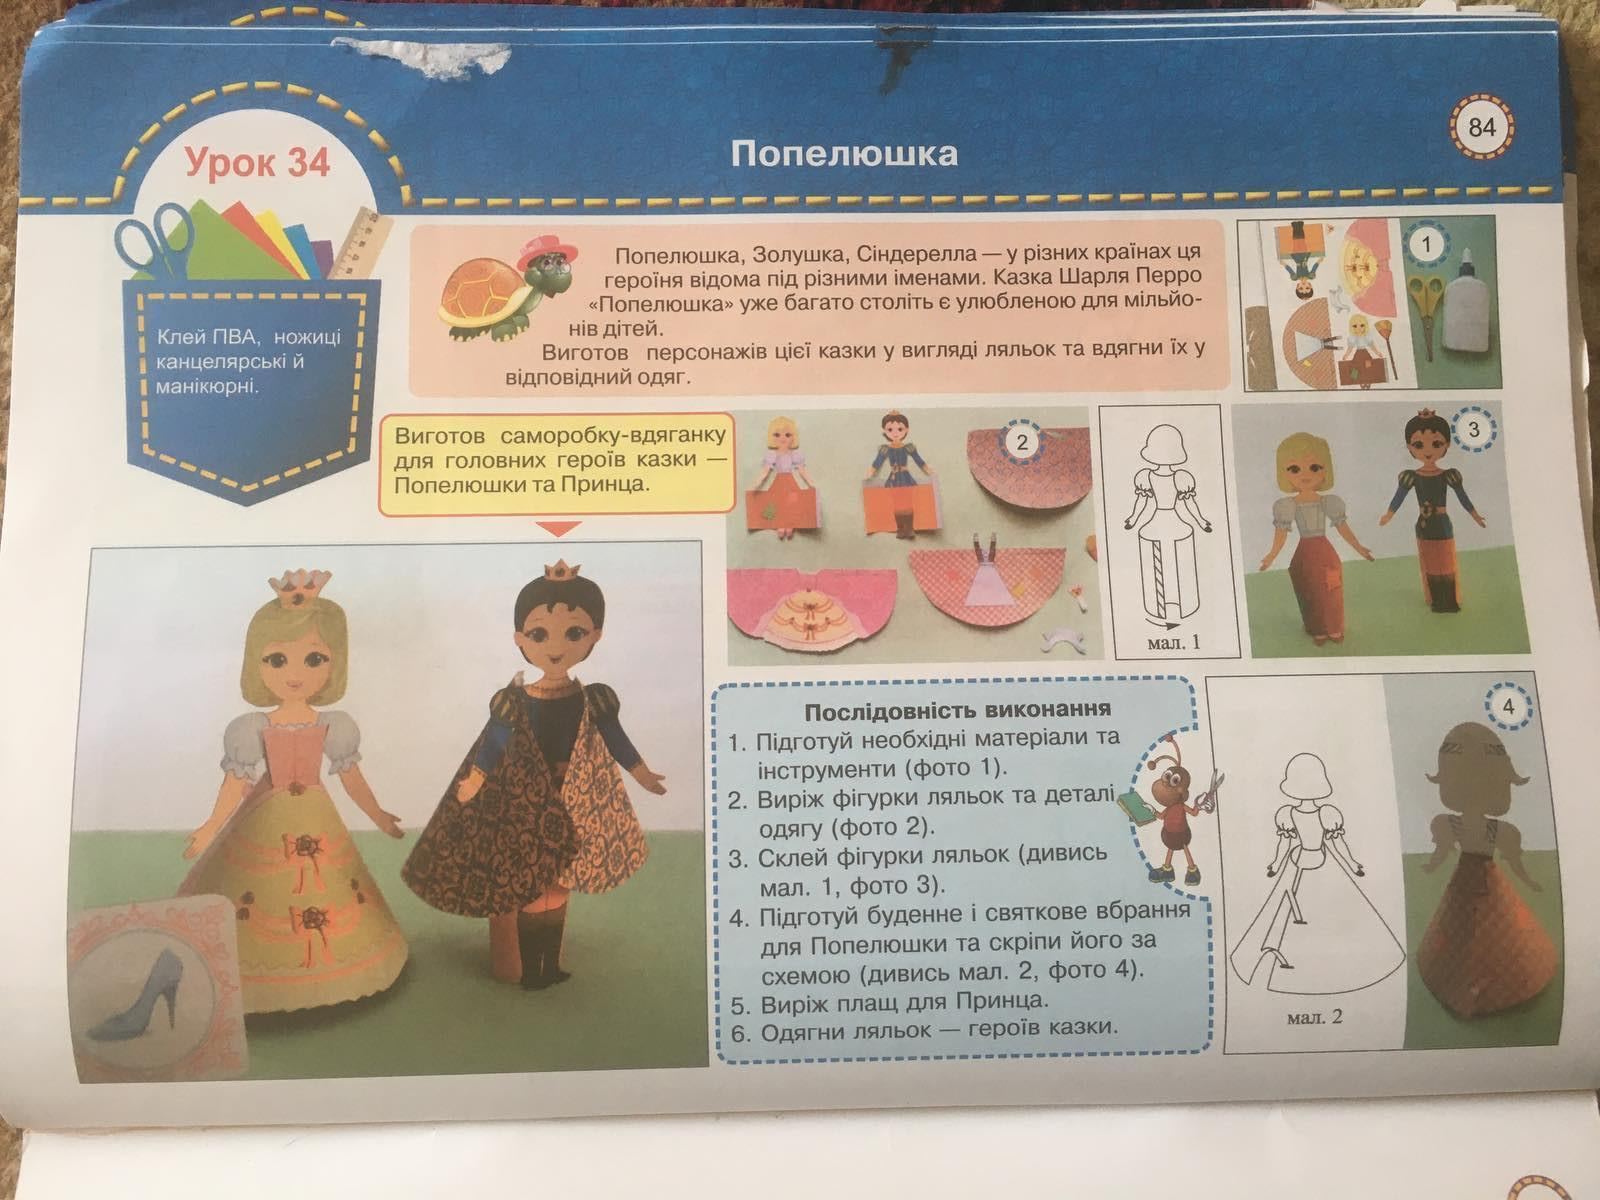 Урок 34
Попелюшка
84
Клей ПВА, ножиці
канцелярські й
манікюрні.
Попелюшка, Золушка, Сіндерелла — у різних країнах ця
героїня відома під різними іменами. Казка Шарля Перро
«Попелюшка» уже багато століть є улюбленою для мільйо-
нів дітей.
Виготов персонажів цієї казки у вигляді ляльок та вдягни їх у
відповідний одяг.
1
Виготов саморобку-вдяганку
для головних героїв казки —
Попелюшки та Принца.
2
мал. 1
3
Послідовність виконання
1. Підготуй необхідні матеріали та
інструменти (фото 1).
2. Виріж фігурки ляльок та деталі
одягу (фото 2).
3. Склей фігурки ляльок (дивись
мал. 1, фото 3).
4. Підготуй буденне і святкове вбрання
для Попелюшки та скріпи його за
схемою (дивись мал. 2, фото 4).
5. Виріж плащ для Принца.
6. Одягни ляльок — героїв казки.
мал. 2
4